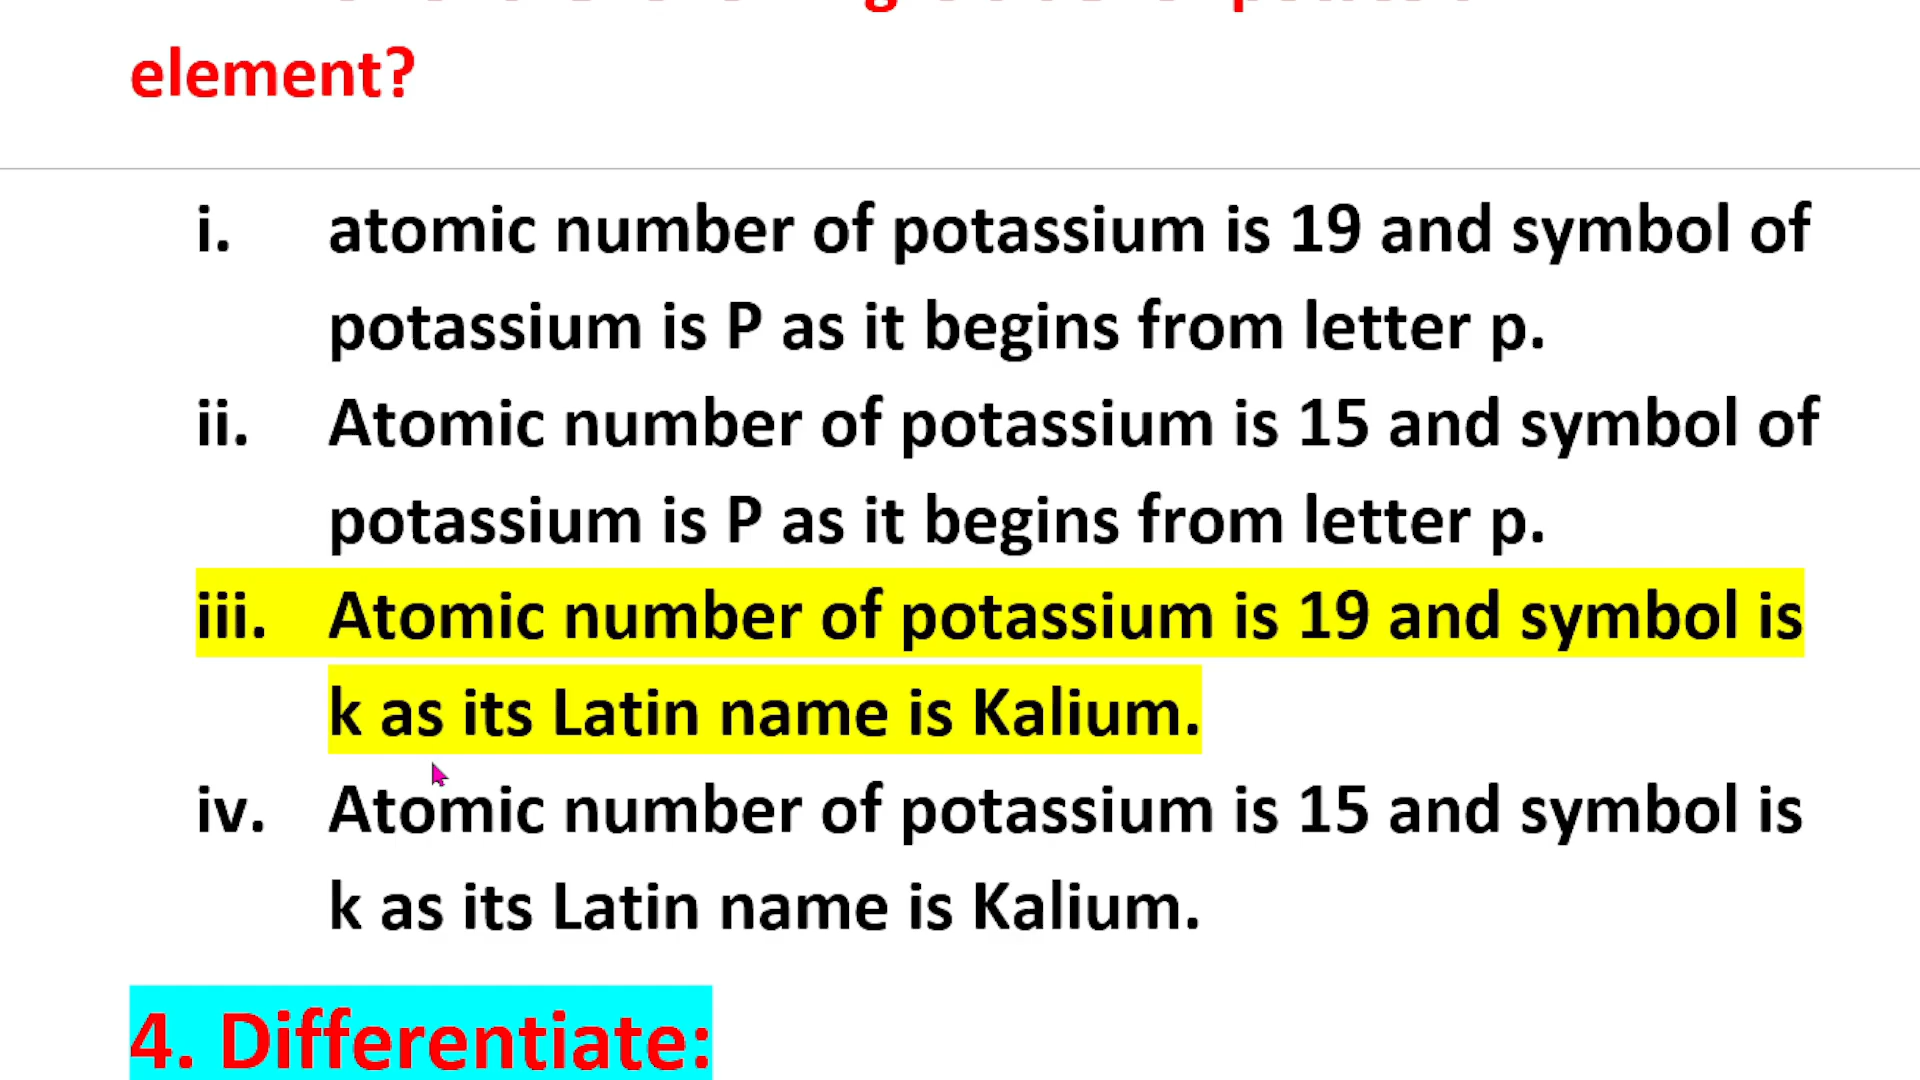 element?
i. atomic number of potassium is 19 and symbol of
potassium is P as it begins from letter p.
ii. Atomic number of potassium is 15 and symbol of
potassium is P as it begins from letter p.
iii. Atomic number of potassium is 19 and symbol is
k as its Latin name is Kalium.
iv. Atomic number of potassium is 15 and symbol is
k as its Latin name is Kalium.
4. Differentiate: